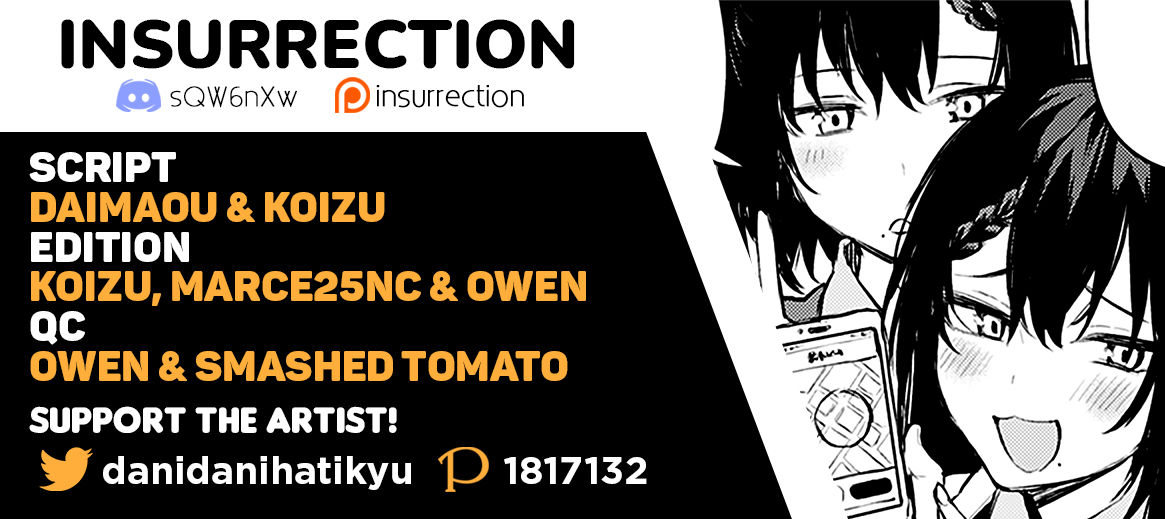 INSURRECTION
sQW6nXw insurrection
SCRIPT
DAIMAOU & KOIZU
EDITION
KOIZU, MARCE25NC & OWEN
QC
OWEN & SMASHED TOMATO
SUPPORT THE ARTIST!
danidanihatikyu P 1817132